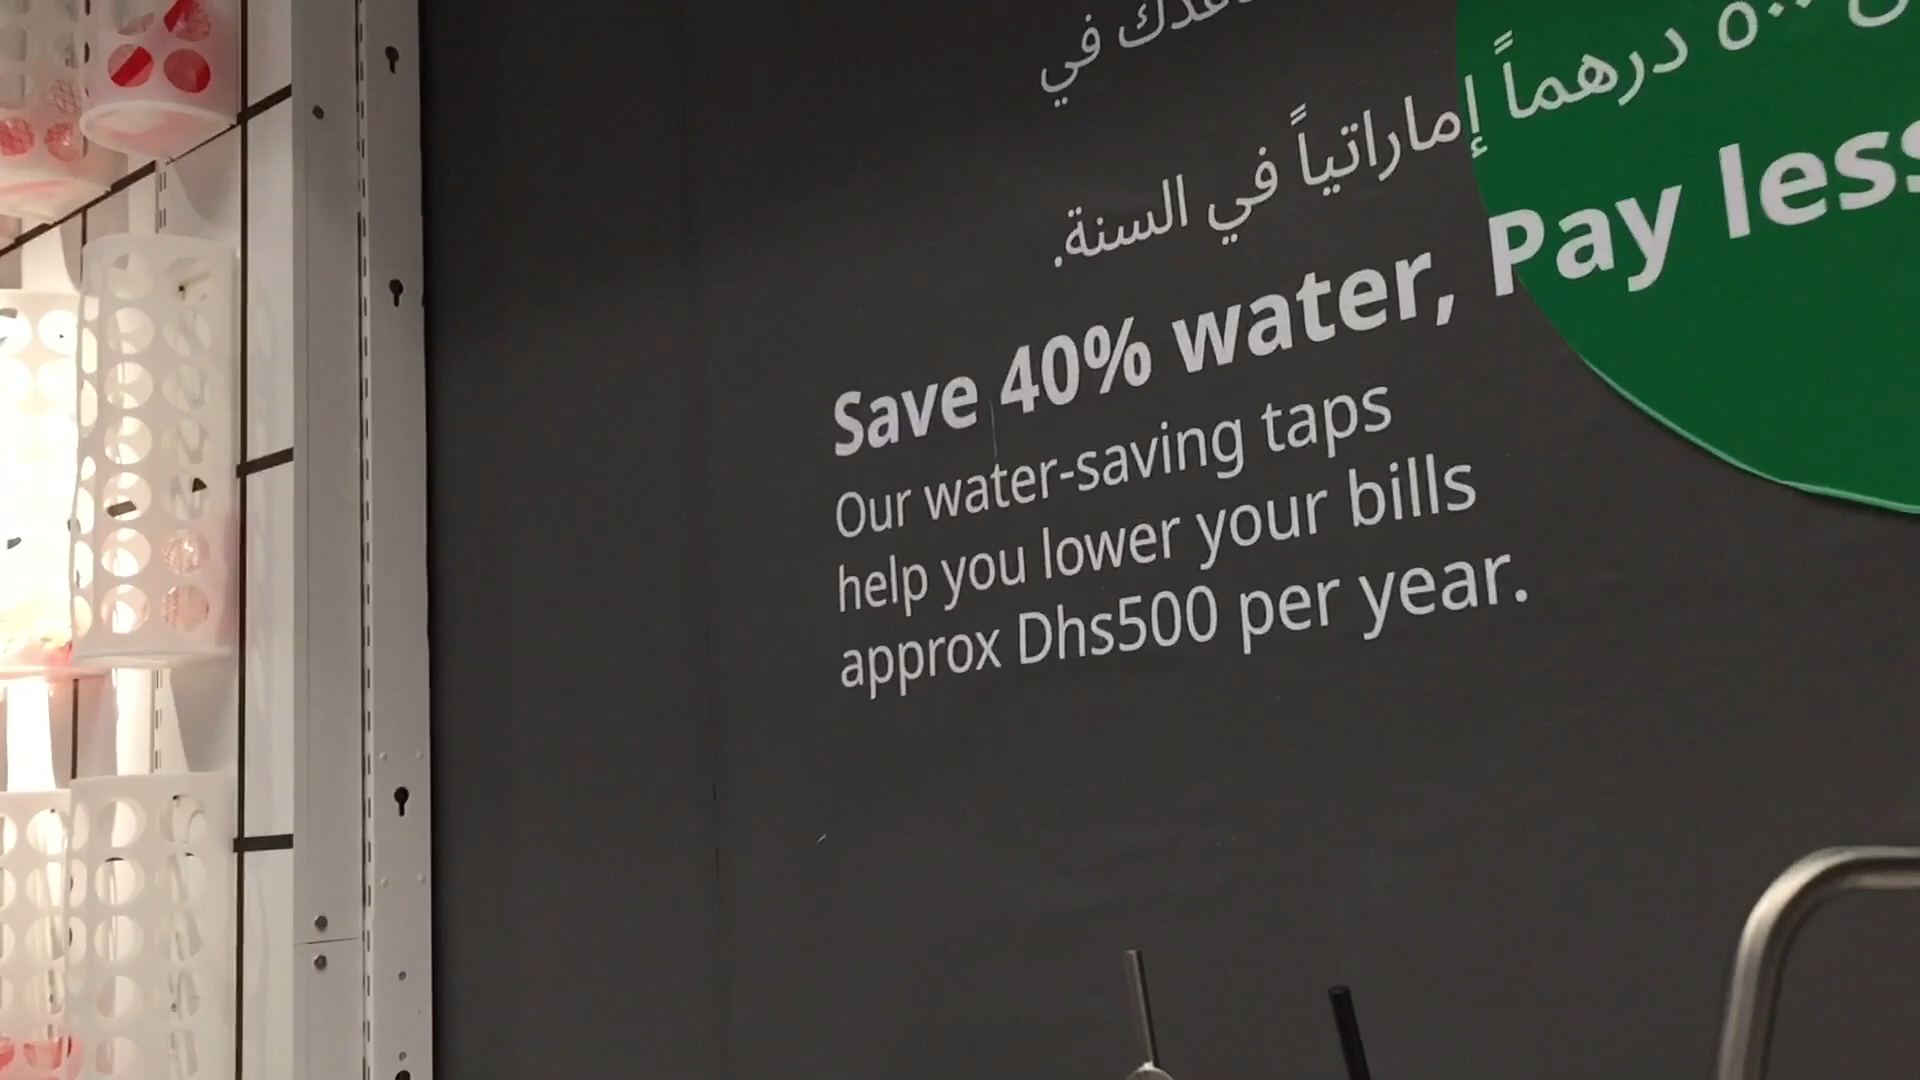 في
٥٠٠ درهماً إماراتياً في السنة.
Save 40% water, Pay less
Our water-saving taps
help you lower your bills
approx Dhs500 per year.